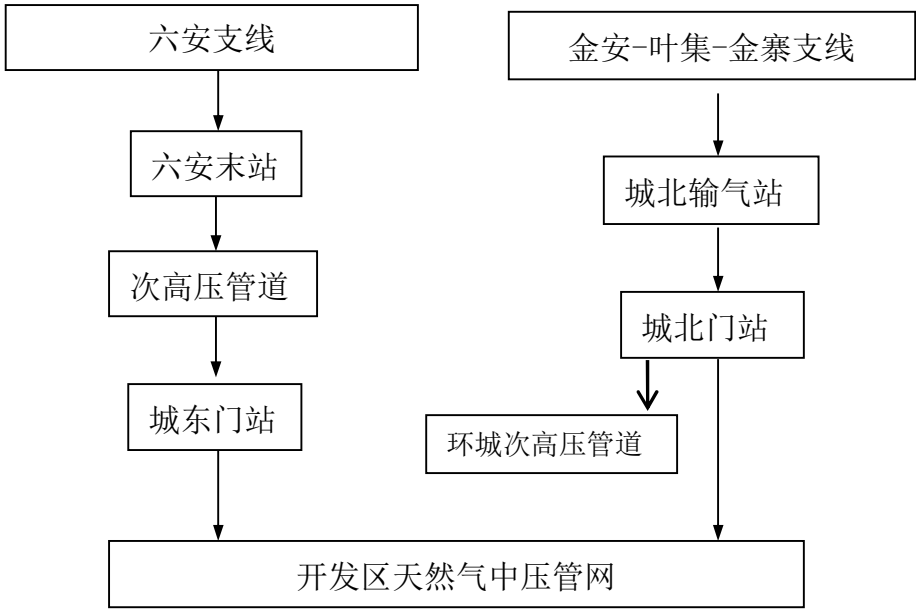 六安支线
金安-叶集-金寨支线
六安末站
城北输气站
次高压管道
城北门站
城东门站
环城次高压管道
开发区天然气中压管网